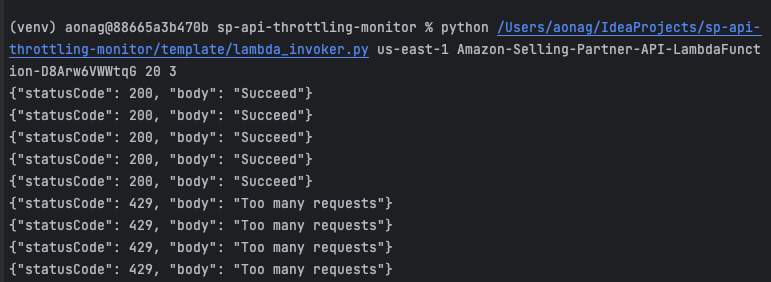 (venv) aonag@88665a3b470b sp-api-throttling-monitor % python /Users/aonag/IdeaProjects/sp-api-
throttling-monitor/template/lambda_invoker.py us-east-1 Amazon-Selling-Partner-API-LambdaFunct
ion-D8Arw6VWWtqG 20 3
{"statusCode": 200, "body": "Succeed"}
{"statusCode": 200, "body": "Succeed"}
{"statusCode": 200, "body": "Succeed"}
{"statusCode": 200, "body": "Succeed"}
{"statusCode": 200, "body": "Succeed"}
{"statusCode": 429, "body": "Too many requests"}
{"statusCode": 429, "body": "Too many requests"}
{"statusCode": 429, "body": "Too many requests"}
{"statusCode": 429, "body": "Too many requests"}